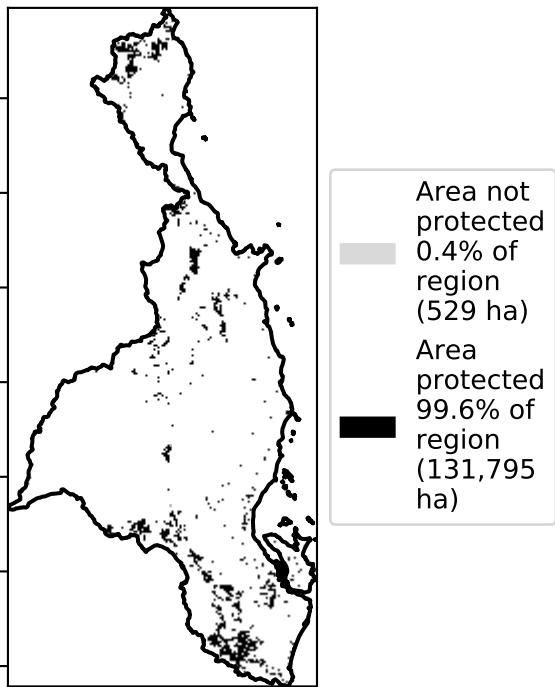 Area not
protected
0.4% of
region
(529 ha)
Area
protected
99.6% of
region
(131,795
ha)